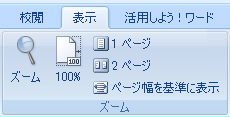 校閲 表示 活用しよう！ワード
ズーム
100
100%
1 ページ
2 ページ
ページ幅を基準に表示
ズーム